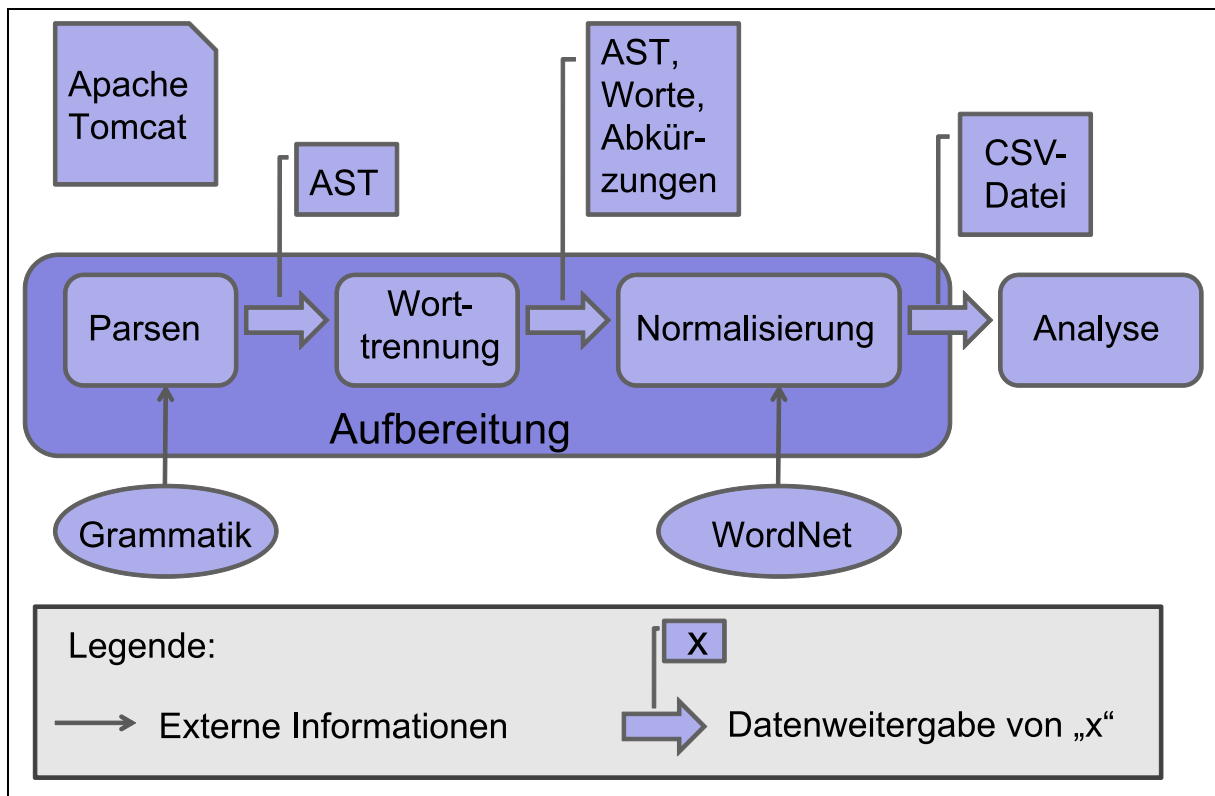 Apache
Tomcat
AST
AST,
Worte,
Abkür-
zungen
CSV-
Datei
Parsen
Wort-
trennung
Normalisierung
Analyse
Aufbereitung
Grammatik
WordNet
Legende:
x
Externe Informationen
Datenweitergabe von „x“